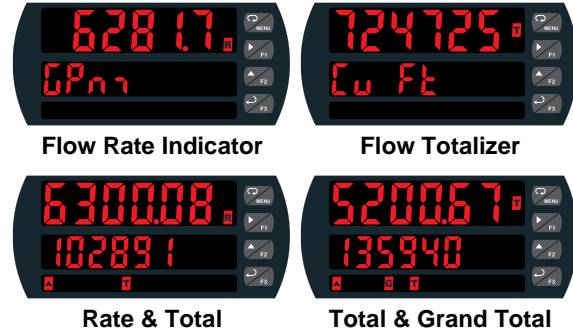 6281.7 R
MENU
GPm
F1
F2
F3
Flow Rate Indicator
724725 T
MENU
Cu Ft
F1
F2
F3
Flow Totalizer
6300.08 R
MENU
F1
102891
F2
T
F3
Rate & Total
5200.67 T
MENU
F1
135940
F2
G T
F3
Total & Grand Total